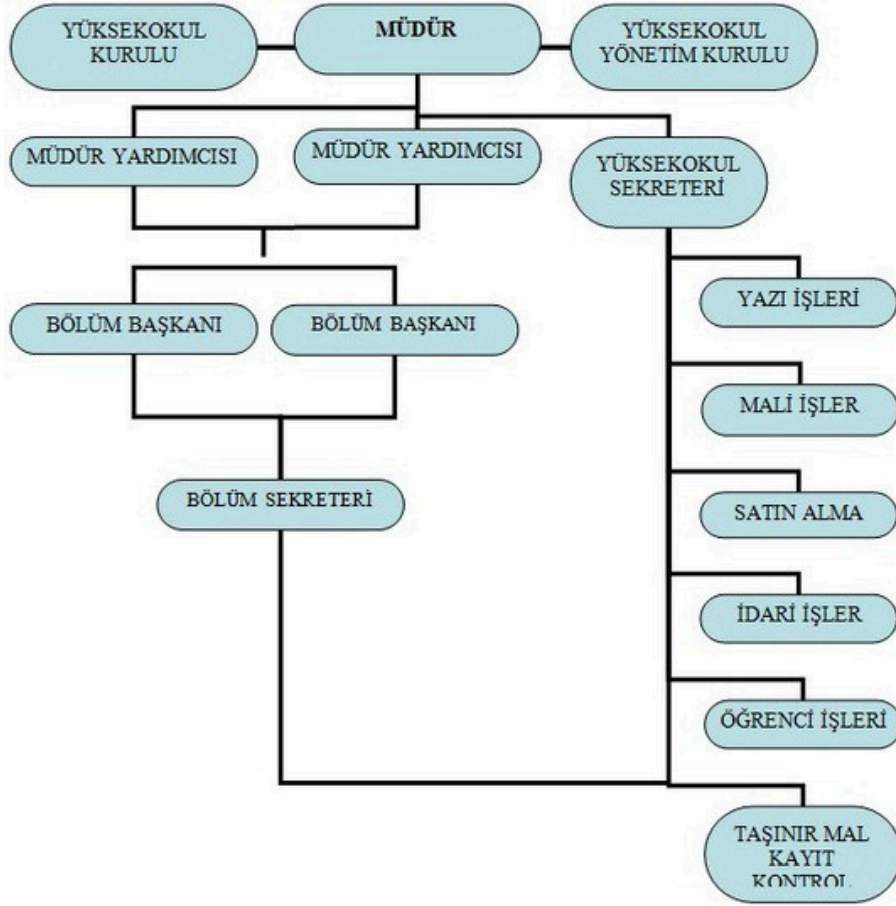 YÜKSEKOKUL
KURULU
MÜDÜR
YÜKSEKOKUL
YÖNETİM KURULU
MÜDÜR YARDIMCISI
MÜDÜR YARDIMCISI
YÜKSEKOKUL
SEKRETERİ
BÖLÜM BAŞKANI
BÖLÜM BAŞKANI
BÖLÜM SEKRETERİ
YAZI İŞLERİ
MALİ İŞLER
SATIN ALMA
İDARİ İŞLER
ÖĞRENCİ İŞLERİ
TAŞINIR MAL
KAYIT
KONTROL